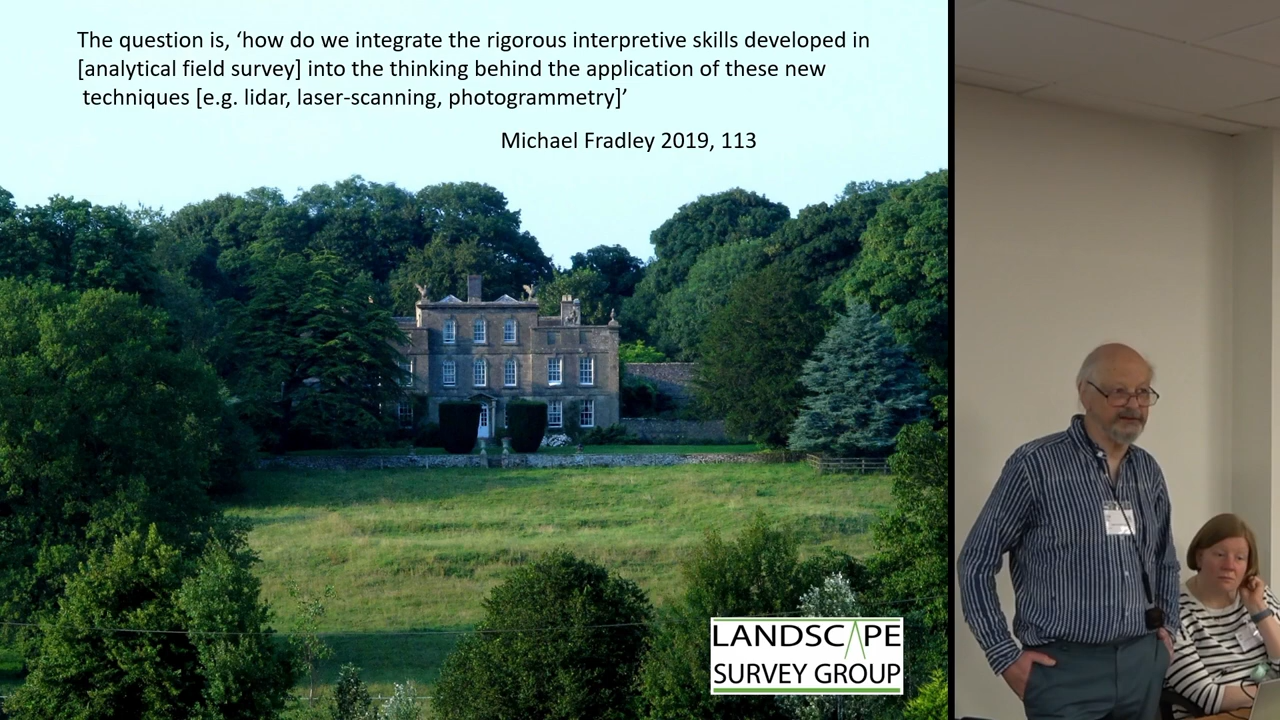 The question is, ‘how do we integrate the rigorous interpretive skills developed in
[analytical field survey] into the thinking behind the application of these new
techniques [e.g. lidar, laser-scanning, photogrammetry]’
Michael Fradley 2019, 113
LANDSCAPE
SURVEY GROUP